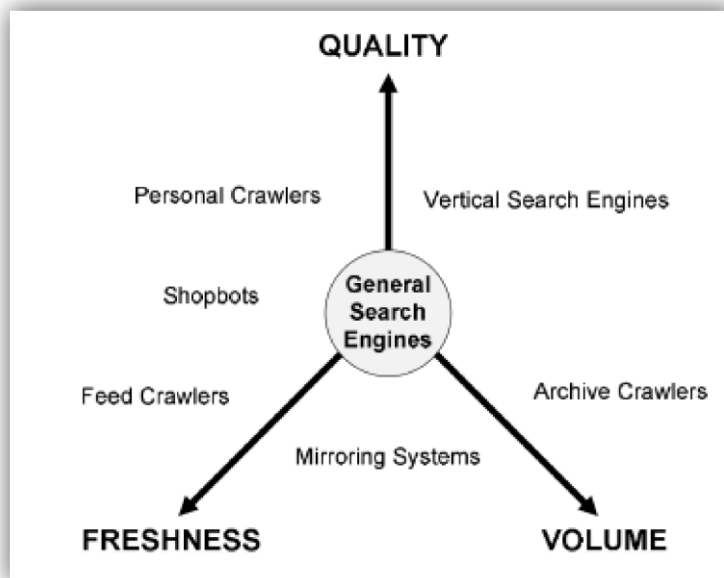 QUALITY
Personal Crawlers
Vertical Search Engines
Shopbots
General
Search
Engines
Feed Crawlers
Archive Crawlers
Mirroring Systems
FRESHNESS
VOLUME